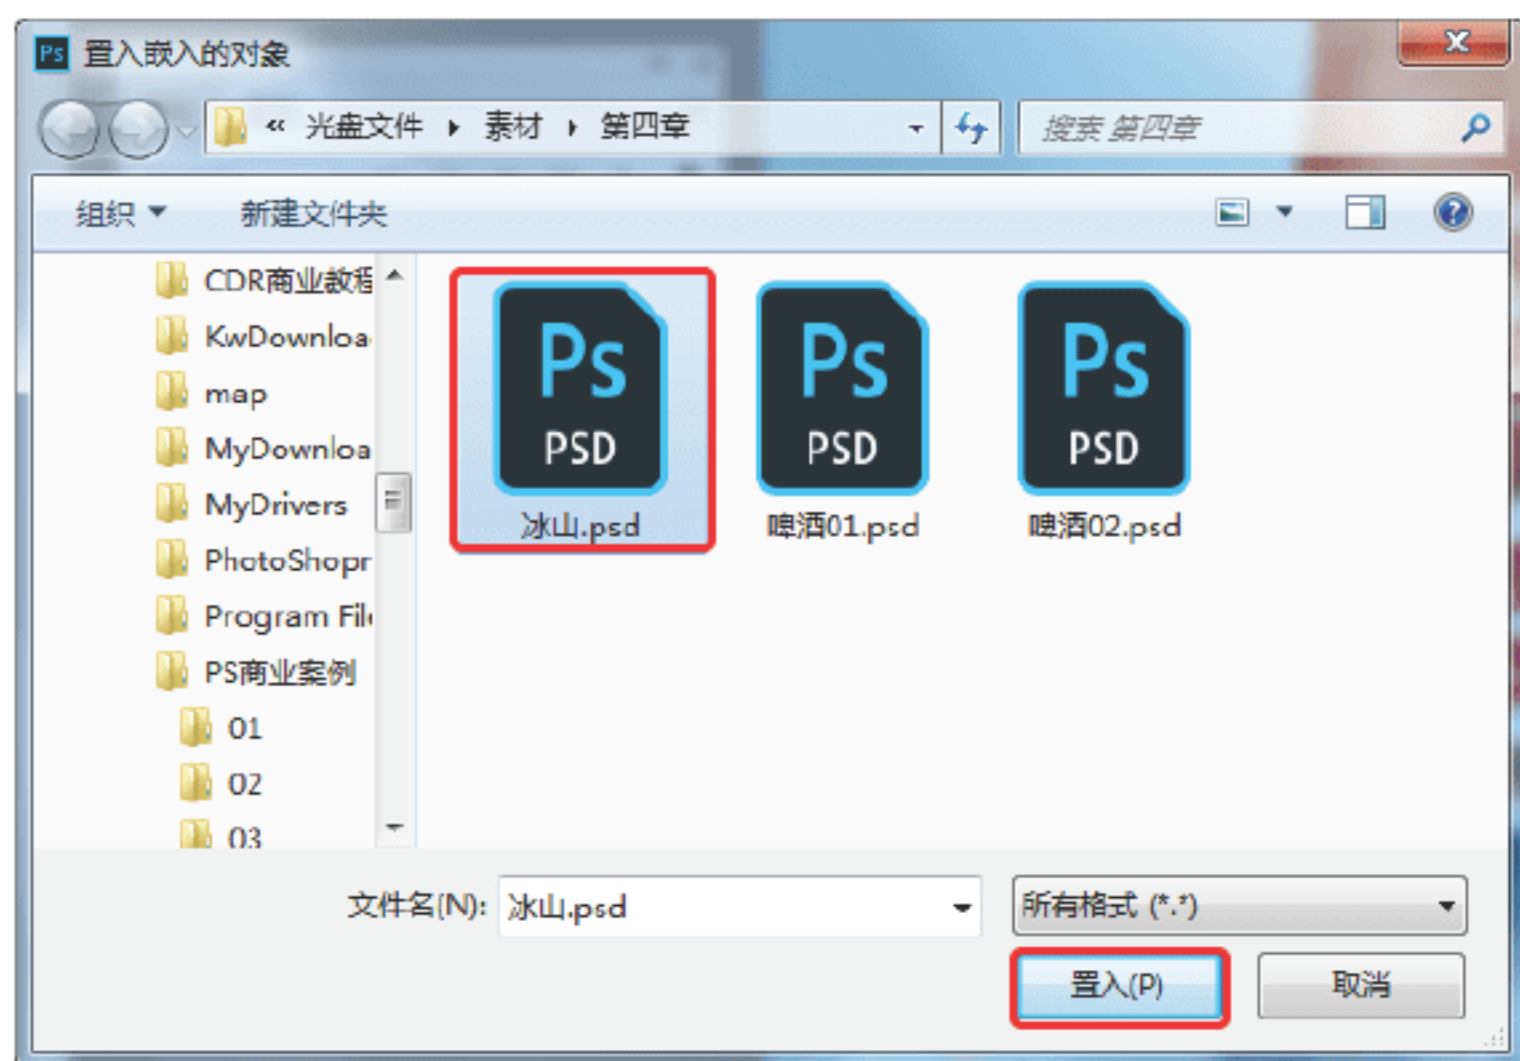 Ps 置入嵌入的对象
« 光盘文件 ▸ 素材 ▸ 第四章 搜索 第四章
组织 新建文件夹
CDR商业教程
KwDownloa
map
MyDownloa
MyDrivers
PhotoShopr
Program File
PS商业案例
01
02
03
Ps Ps Ps
PSD PSD PSD
冰山.psd 啤酒01.psd 啤酒02.psd
文件名(N): 冰山.psd 所有格式 (*.*)
置入(P) 取消